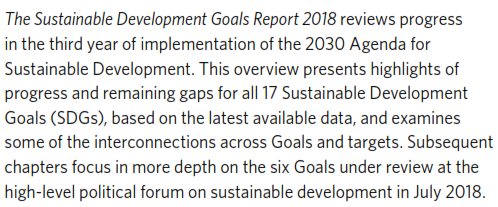 The Sustainable Development Goals Report 2018 reviews progress
in the third year of implementation of the 2030 Agenda for
Sustainable Development. This overview presents highlights of
progress and remaining gaps for all 17 Sustainable Development
Goals (SDGs), based on the latest available data, and examines
some of the interconnections across Goals and targets. Subsequent
chapters focus in more depth on the six Goals under review at the
high-level political forum on sustainable development in July 2018.